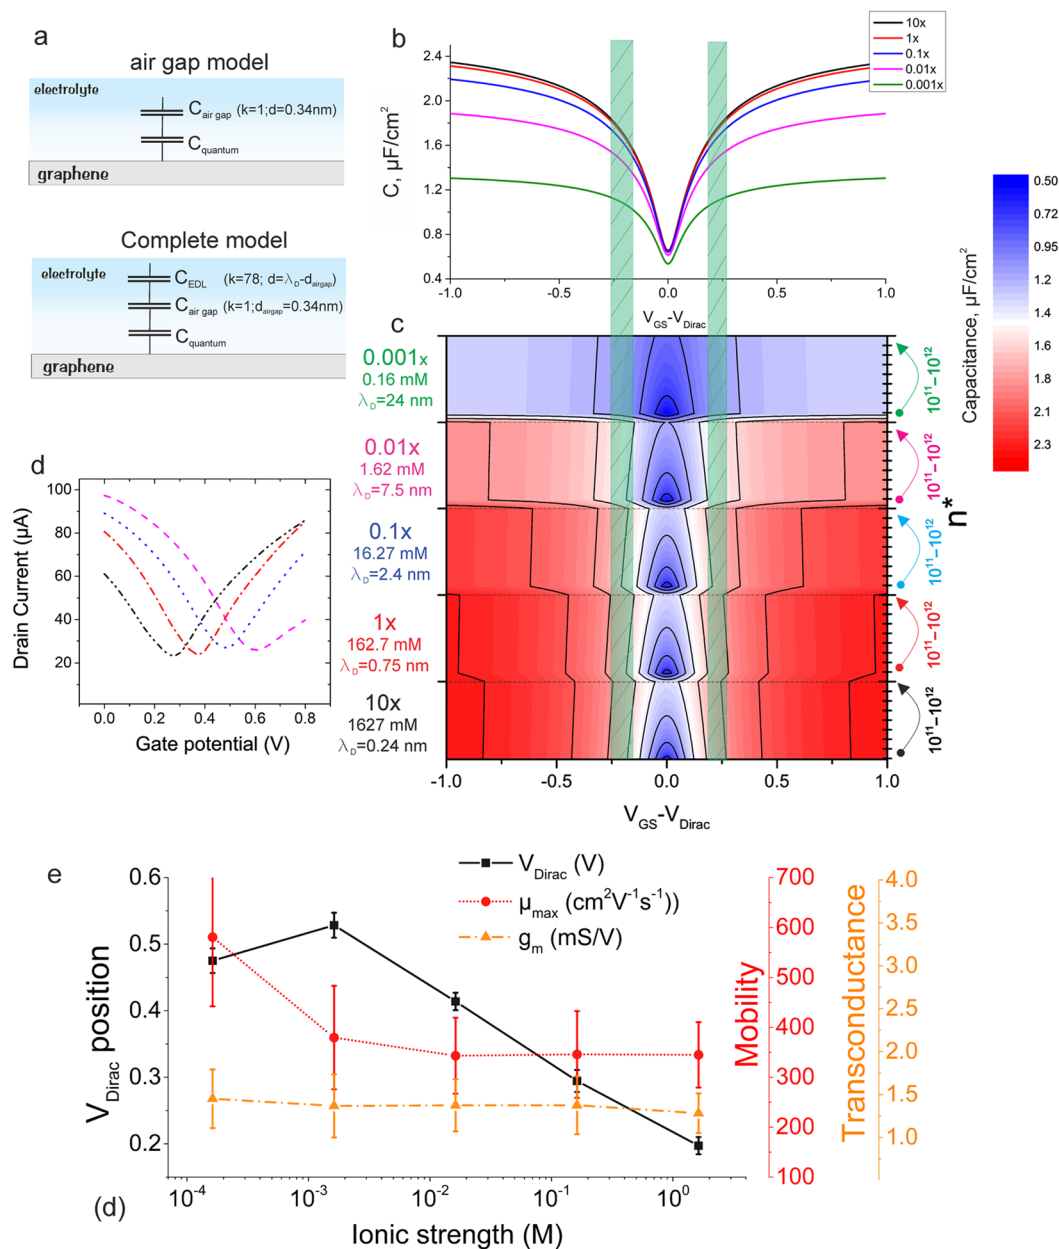 a
air gap model
electrolyte
C_air gap (k=1;d=0.34nm)
C_quantum
graphene
Complete model
electrolyte
C_EDL (k=78; d=λ_D-d_airgap)
C_air gap (k=1;d_airgap=0.34nm)
C_quantum
graphene
b
10x
1x
0.1x
0.01x
0.001x
C, µF/cm²
2.4
2.0
1.6
1.2
0.8
0.4
-1.0 -0.5 0.0 0.5 1.0
V_GS-V_Dirac
c
0.001x
0.16 mM
λ_D=24 nm
0.01x
1.62 mM
λ_D=7.5 nm
0.1x
16.27 mM
λ_D=2.4 nm
1x
162.7 mM
λ_D=0.75 nm
10x
1627 mM
λ_D=0.24 nm
-1.0 -0.5 0.0 0.5 1.0
V_GS-V_Dirac
10¹¹–10¹²
10¹¹–10¹²
10¹¹–10¹²
10¹¹–10¹²
10¹¹–10¹²
n*
Capacitance, µF/cm²
0.50
0.72
0.95
1.2
1.4
1.6
1.8
2.1
2.3
d
Drain Current (µA)
100
80
60
40
20
0.0 0.2 0.4 0.6 0.8
Gate potential (V)
e
V_Dirac (V)
µ_max (cm²V⁻¹s⁻¹))
g_m (mS/V)
V_Dirac position
0.6
0.5
0.4
0.3
0.2
Mobility
700
600
500
400
300
200
100
Transconductance
4.0
3.5
3.0
2.5
2.0
1.5
1.0
10⁻⁴ 10⁻³ 10⁻² 10⁻¹ 10⁰
(d)
Ionic strength (M)